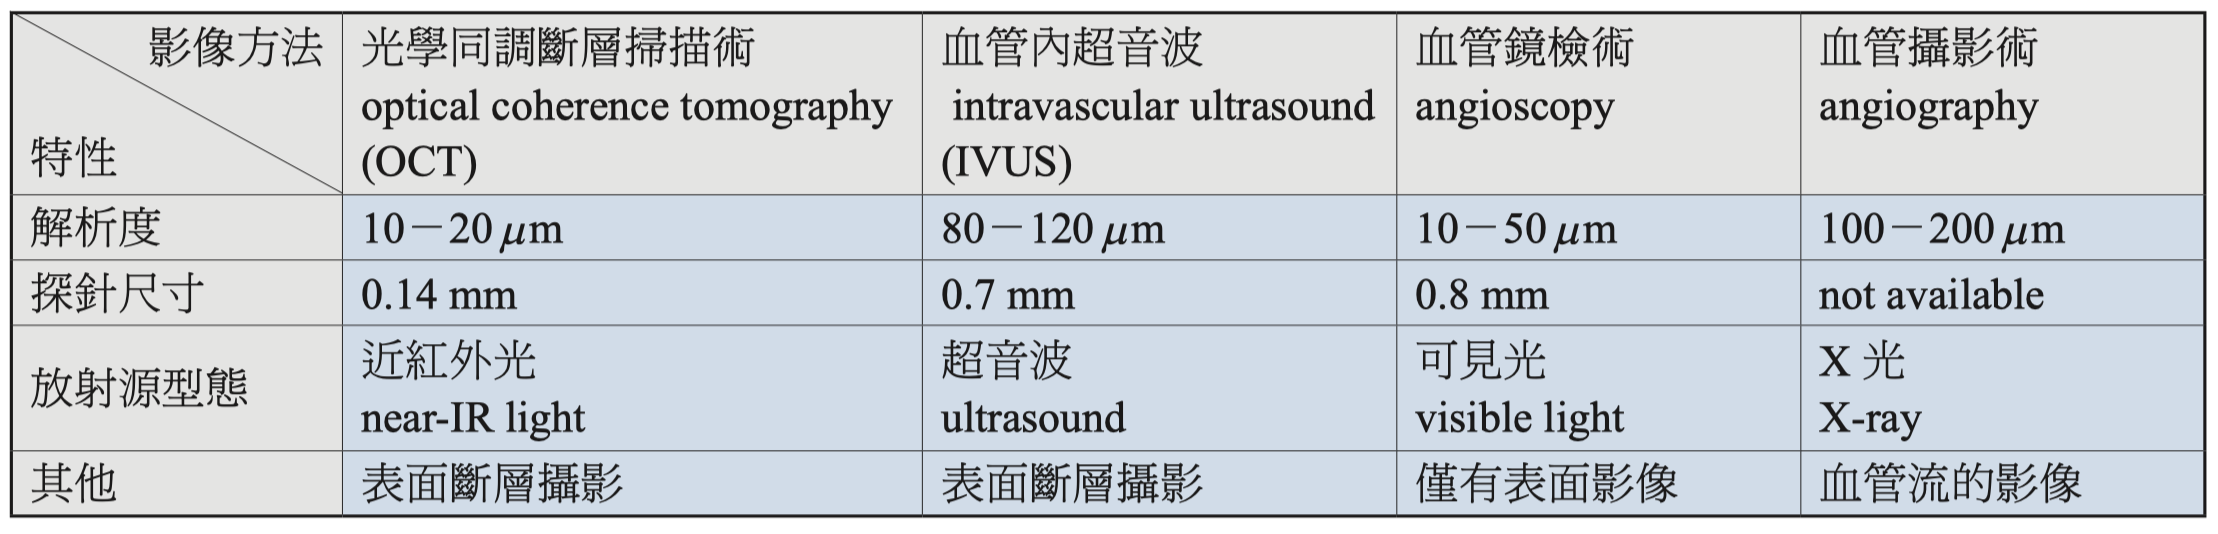 影像方法
特性
光學同調斷層掃描術
optical coherence tomography
(OCT)
血管內超音波
intravascular ultrasound
(IVUS)
血管鏡檢術
angioscopy
血管攝影術
angiography
解析度
10－20 μm
80－120 μm
10－50 μm
100－200 μm
探針尺寸
0.14 mm
0.7 mm
0.8 mm
not available
放射源型態
近紅外光
near-IR light
超音波
ultrasound
可見光
visible light
X 光
X-ray
其他
表面斷層攝影
表面斷層攝影
僅有表面影像
血管流的影像